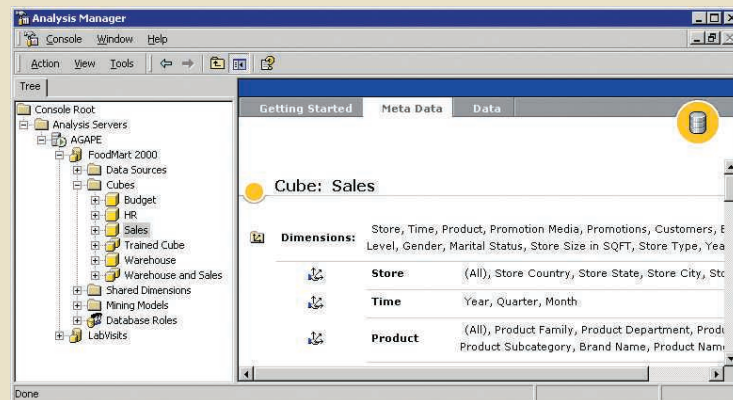 Analysis Manager
Console Window Help
Action View Tools
Tree
Console Root
Analysis Servers
AGAPE
FoodMart 2000
Data Sources
Cubes
Budget
HR
Sales
Trained Cube
Warehouse
Warehouse and Sales
Shared Dimensions
Mining Models
Database Roles
LabVisits
Getting Started Meta Data Data
Cube: Sales
Dimensions: Store, Time, Product, Promotion Media, Promotions, Customers,
Level, Gender, Marital Status, Store Size in SQFT, Store Type,
Store (All), Store Country, Store State, Store City,
Time Year, Quarter, Month
Product (All), Product Family, Product Department,
Product Subcategory, Brand Name, Product
Done